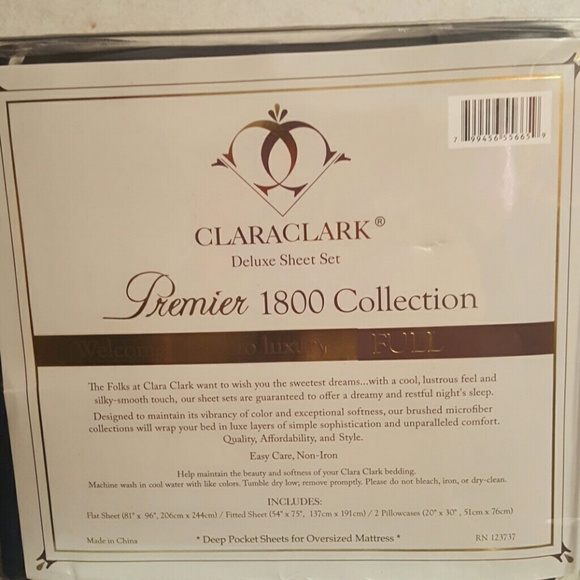 7 99456 55665 9
CLARACLARK®
Deluxe Sheet Set
Premier 1800 Collection
Welcome to luxury FULL
The Folks at Clara Clark want to wish you the sweetest dreams...with a cool, lustrous feel and
silky-smooth touch, our sheet sets are guaranteed to offer a dreamy and restful night's sleep.
Designed to maintain its vibrancy of color and exceptional softness, our brushed microfiber
collections will wrap your bed in luxe layers of simple sophistication and unparalleled comfort.
Quality, Affordability, and Style.
Easy Care, Non-Iron
Help maintain the beauty and softness of your Clara Clark bedding.
Machine wash in cool water with like colors. Tumble dry low; remove promptly. Please do not bleach, iron, or dry-clean.
INCLUDES:
Flat Sheet (81" x 96", 206cm x 244cm) / Fitted Sheet (54" x 75", 137cm x 191cm) / 2 Pillowcases (20" x 30", 51cm x 76cm)
Made in China * Deep Pocket Sheets for Oversized Mattress * RN 123737